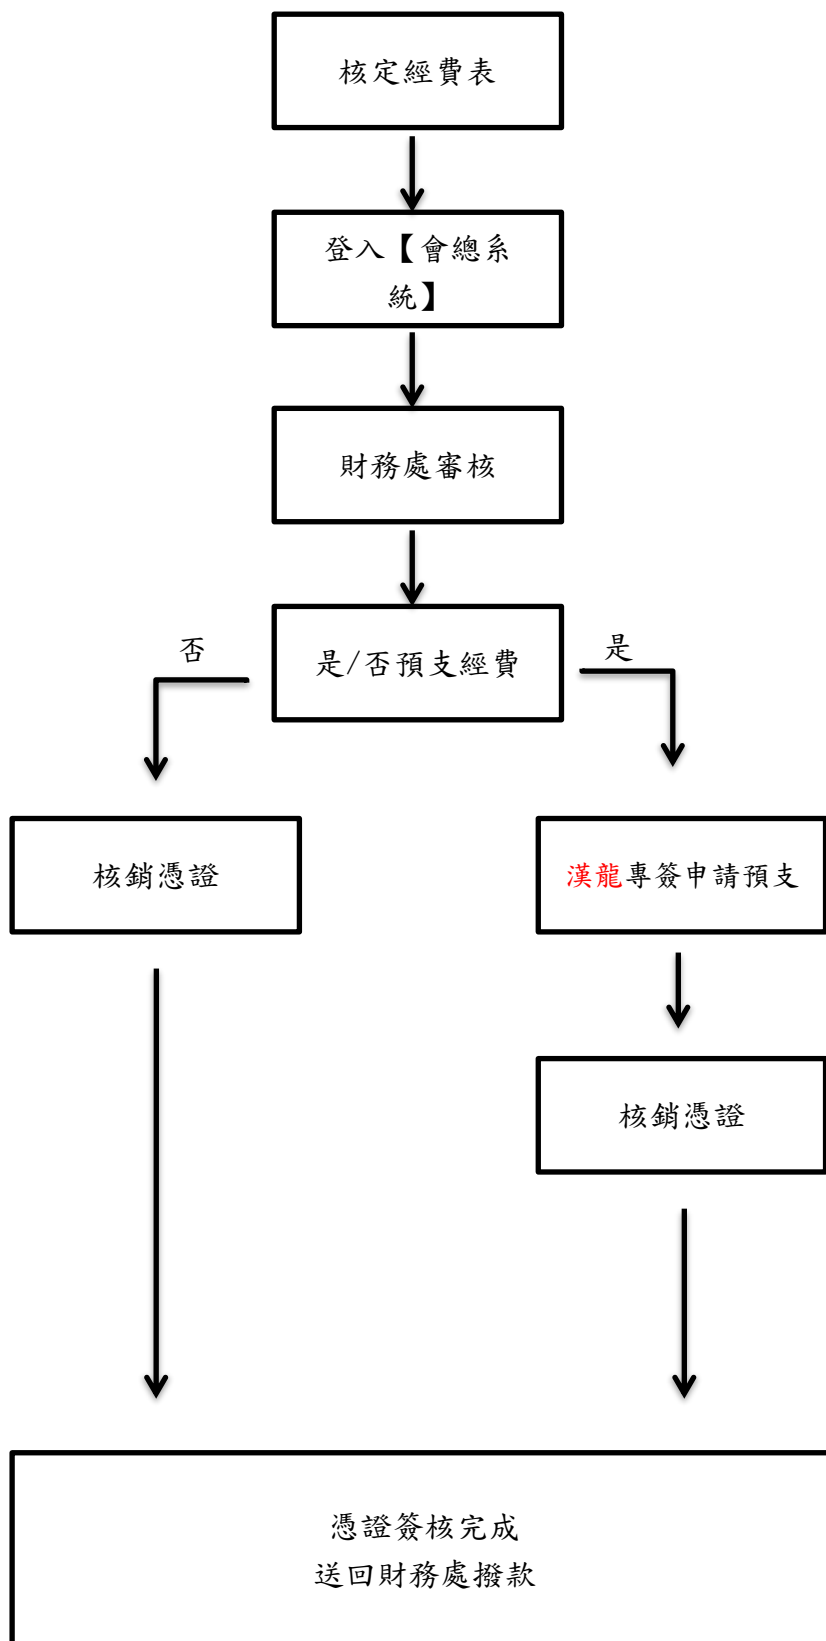 核定經費表
登入【會總系
統】
財務處審核
否
是/否預支經費
是
核銷憑證
漢龍專簽申請預支
核銷憑證
憑證簽核完成
送回財務處撥款